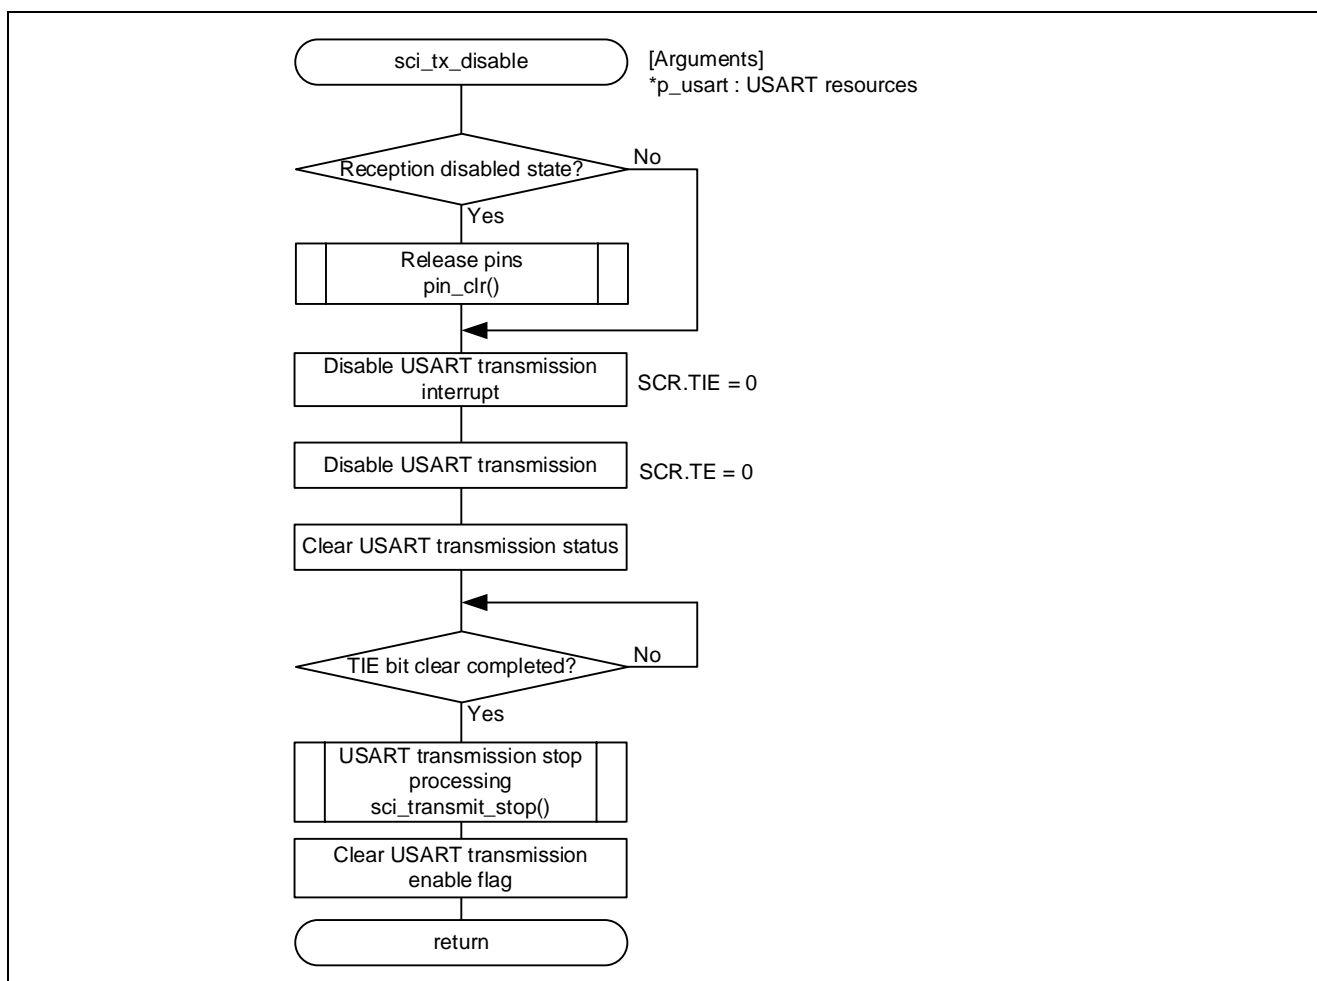 sci_tx_disable
[Arguments]
*p_usart : USART resources
Reception disabled state?
No
Yes
Release pins
pin_clr()
Disable USART transmission
interrupt
SCR.TIE = 0
Disable USART transmission
SCR.TE = 0
Clear USART transmission status
TIE bit clear completed?
No
Yes
USART transmission stop
processing
sci_transmit_stop()
Clear USART transmission
enable flag
return